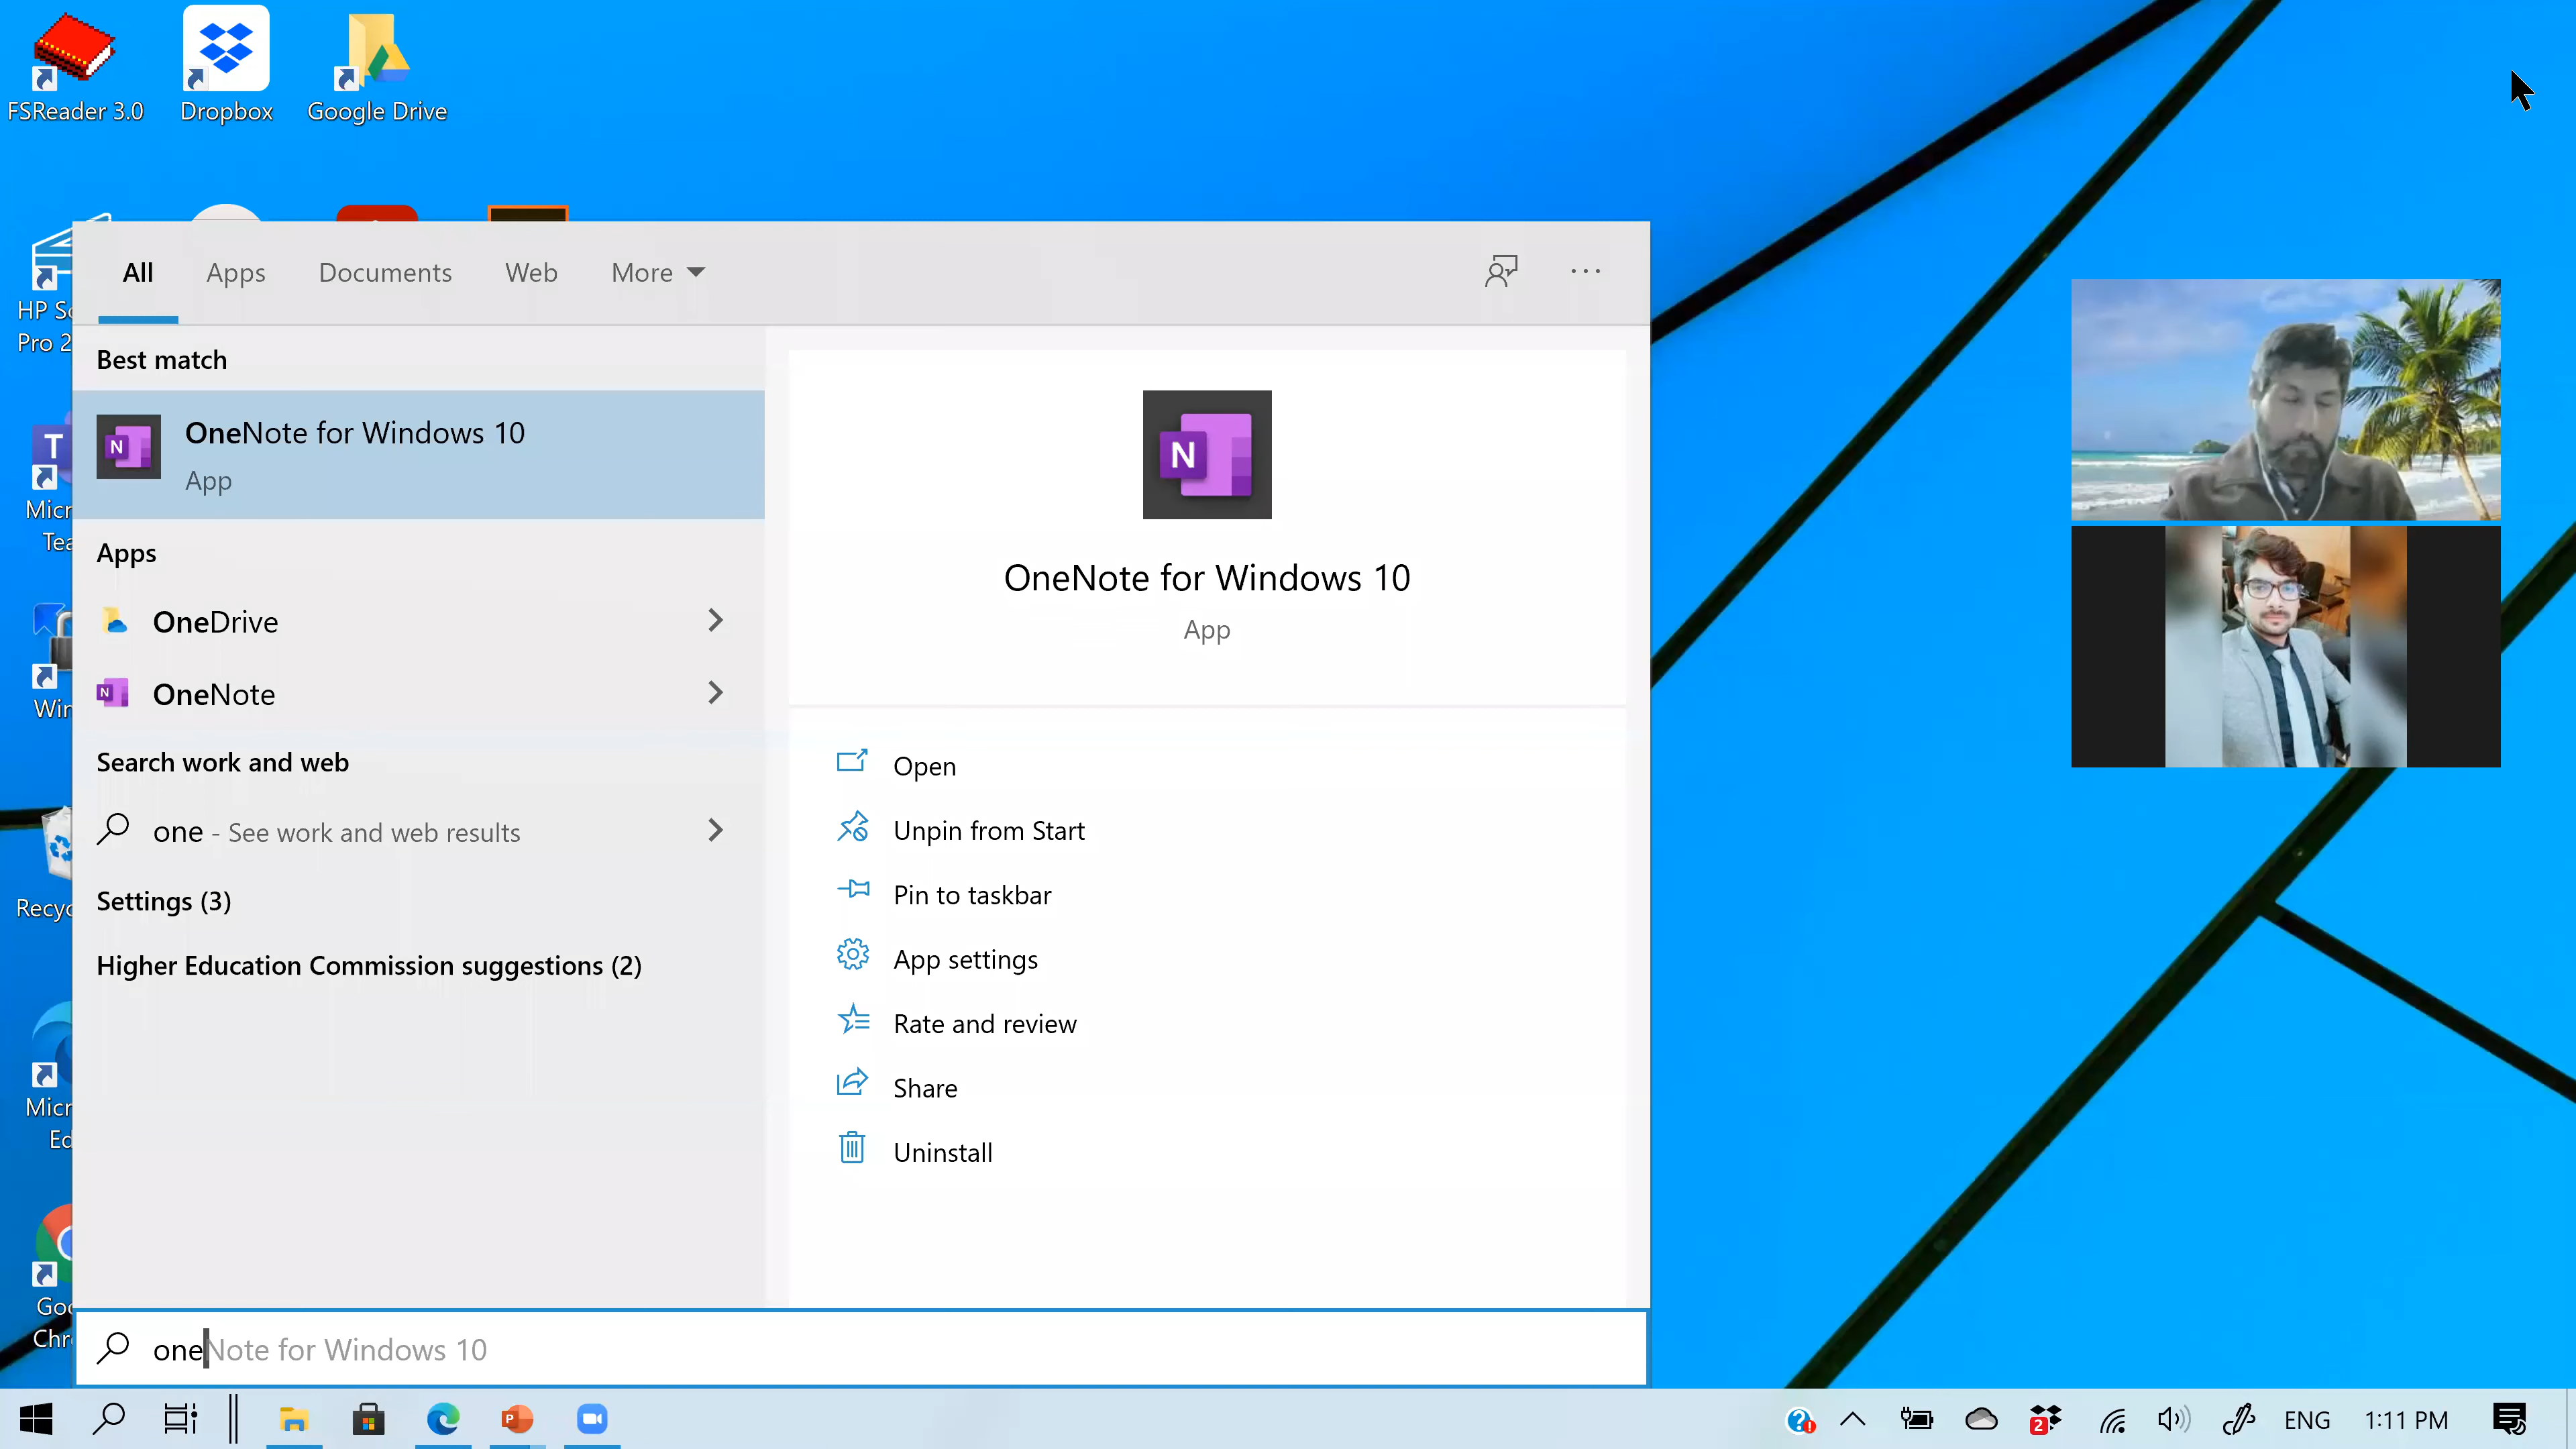 FSReader 3.0
Dropbox
Google Drive
HP Sc
Pro 2
T
Micr
Tea
Win
Recyc
Micr
Ed
Goo
Chr
All
Apps
Documents
Web
More
Best match
N
OneNote for Windows 10
App
Apps
OneDrive
N
OneNote
Search work and web
one - See work and web results
Settings (3)
Higher Education Commission suggestions (2)
N
OneNote for Windows 10
App
Open
Unpin from Start
Pin to taskbar
App settings
Rate and review
Share
Uninstall
oneNote for Windows 10
P
2
ENG
1:11 PM